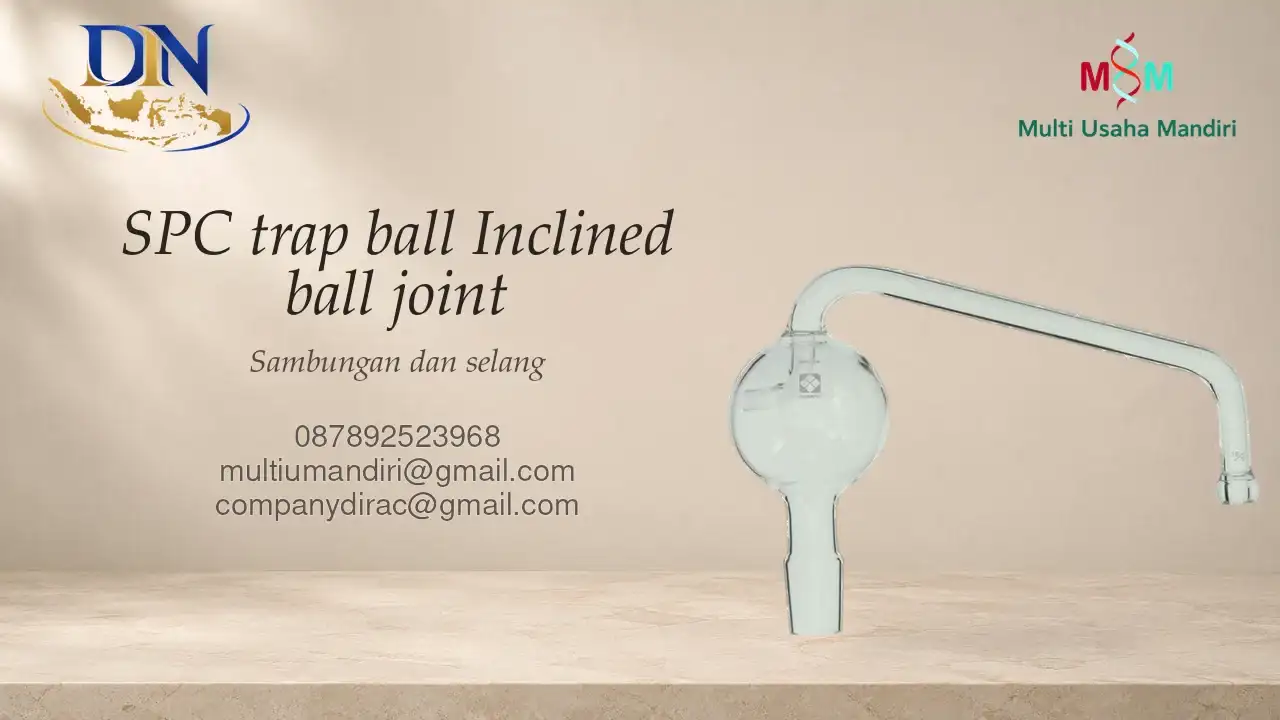 DN
M M
Multi Usaha Mandiri
SPC trap ball Inclined
ball joint
Sambungan dan selang
087892523968
multiumandiri@gmail.com
companydirac@gmail.com